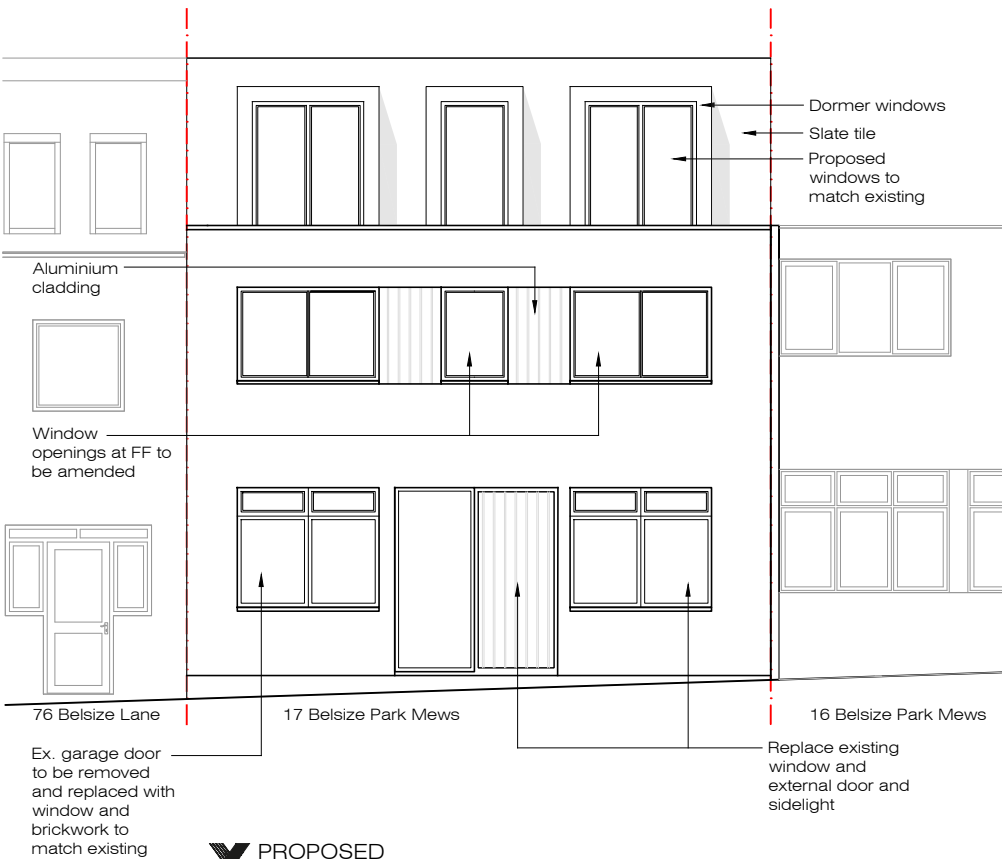 Dormer windows
Slate tile
Proposed
windows to
match existing
Aluminium
cladding
Window
openings at FF to
be amended
76 Belsize Lane
17 Belsize Park Mews
16 Belsize Park Mews
Ex. garage door
to be removed
and replaced with
window and
brickwork to
match existing
Replace existing
window and
external door and
sidelight
PROPOSED